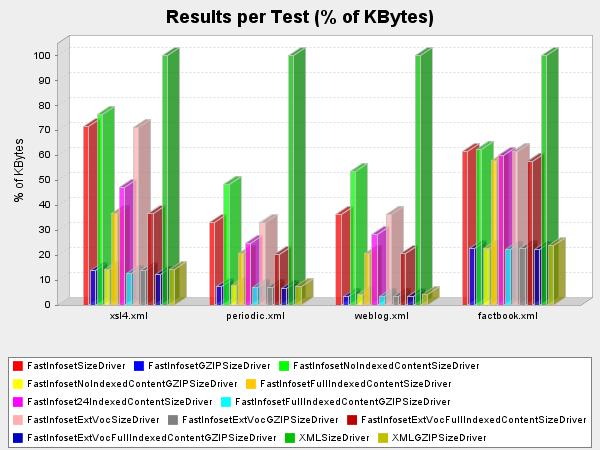 Results per Test (% of KBytes)
% of KBytes
100
90
80
70
60
50
40
30
20
10
0
xsl4.xml periodic.xml weblog.xml factbook.xml
FastInfosetSizeDriver FastInfosetGZIPSizeDriver FastInfosetNoIndexedContentSizeDriver
FastInfosetNoIndexedContentGZIPSizeDriver FastInfosetFullIndexedContentSizeDriver
FastInfoset24IndexedContentSizeDriver FastInfosetFullIndexedContentGZIPSizeDriver
FastInfosetExtVocSizeDriver FastInfosetExtVocGZIPSizeDriver FastInfosetExtVocFullIndexedContentSizeDriver
FastInfosetExtVocFullIndexedContentGZIPSizeDriver XMLSizeDriver XMLGZIPSizeDriver